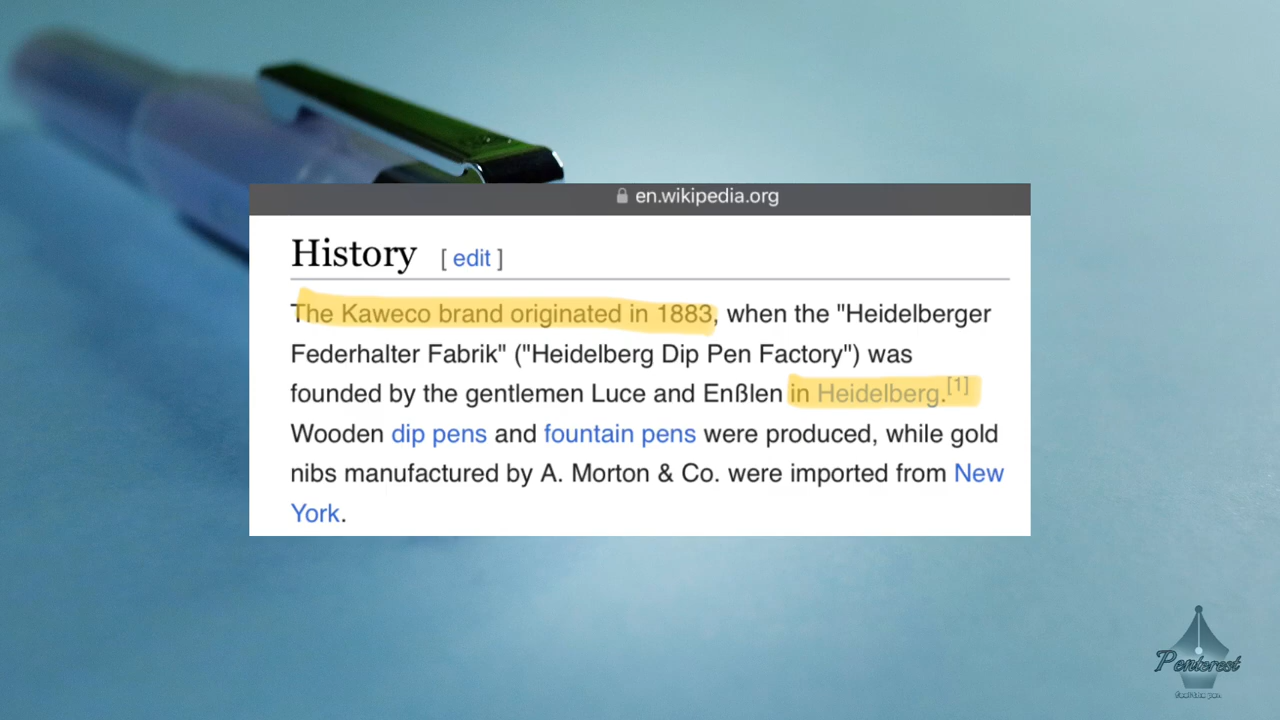 en.wikipedia.org
History [ edit ]
The Kaweco brand originated in 1883, when the "Heidelberger
Federhalter Fabrik" ("Heidelberg Dip Pen Factory") was
founded by the gentlemen Luce and Enßlen in Heidelberg.[1]
Wooden dip pens and fountain pens were produced, while gold
nibs manufactured by A. Morton & Co. were imported from New
York.
Penterest